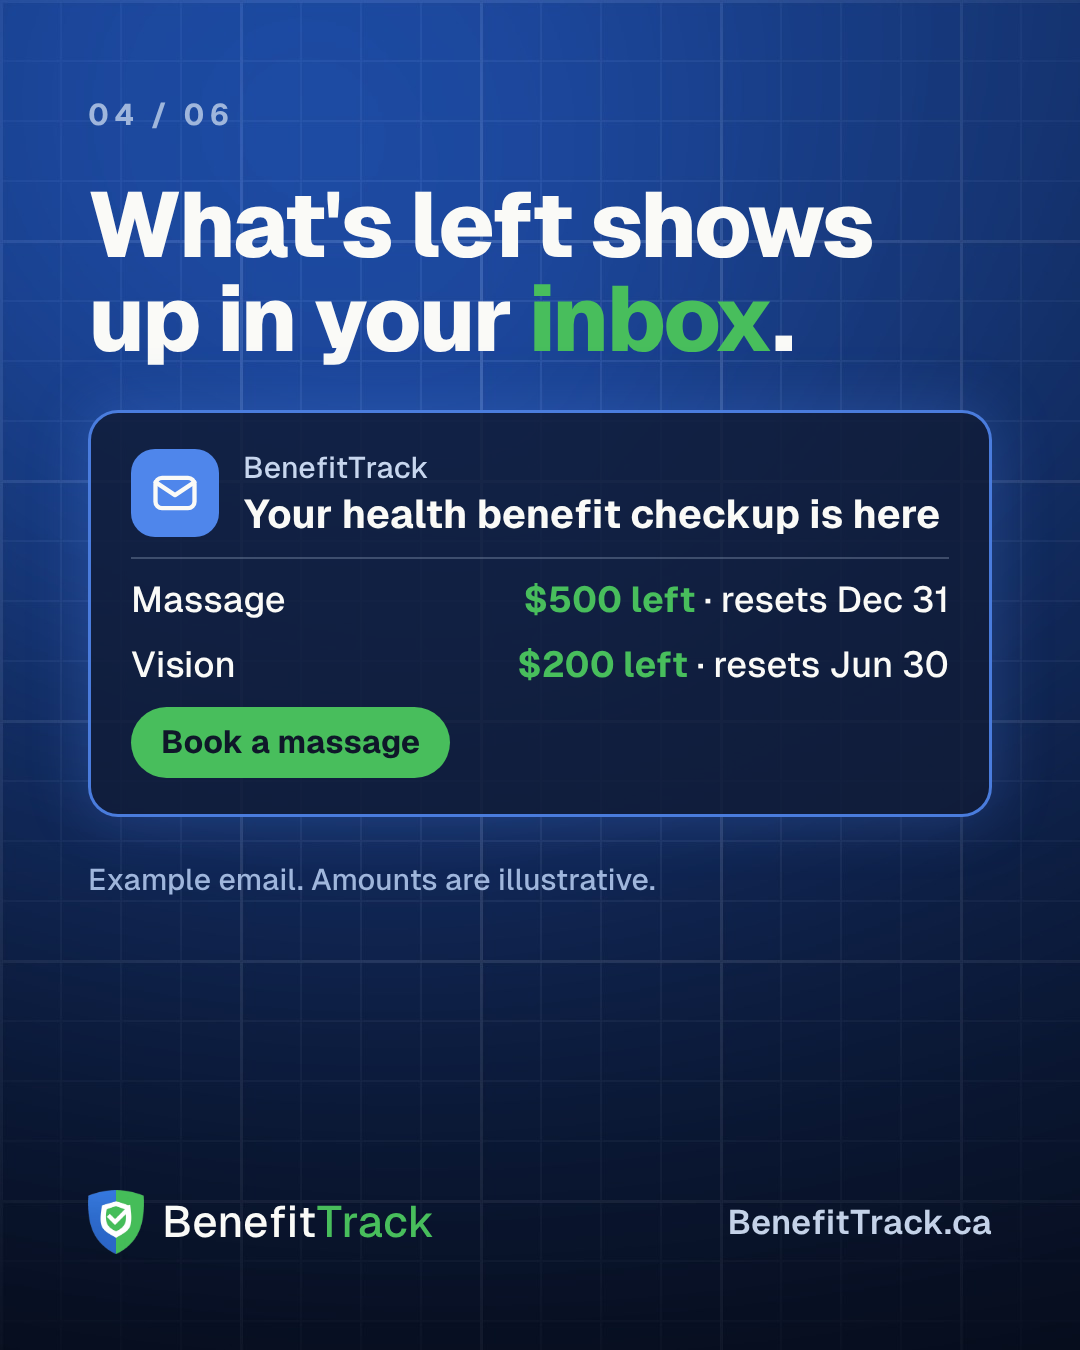 04 / 06
What's left shows
up in your inbox.
BenefitTrack
Your health benefit checkup is here
Massage $500 left · resets Dec 31
Vision $200 left · resets Jun 30
Book a massage
Example email. Amounts are illustrative.
BenefitTrack BenefitTrack.ca